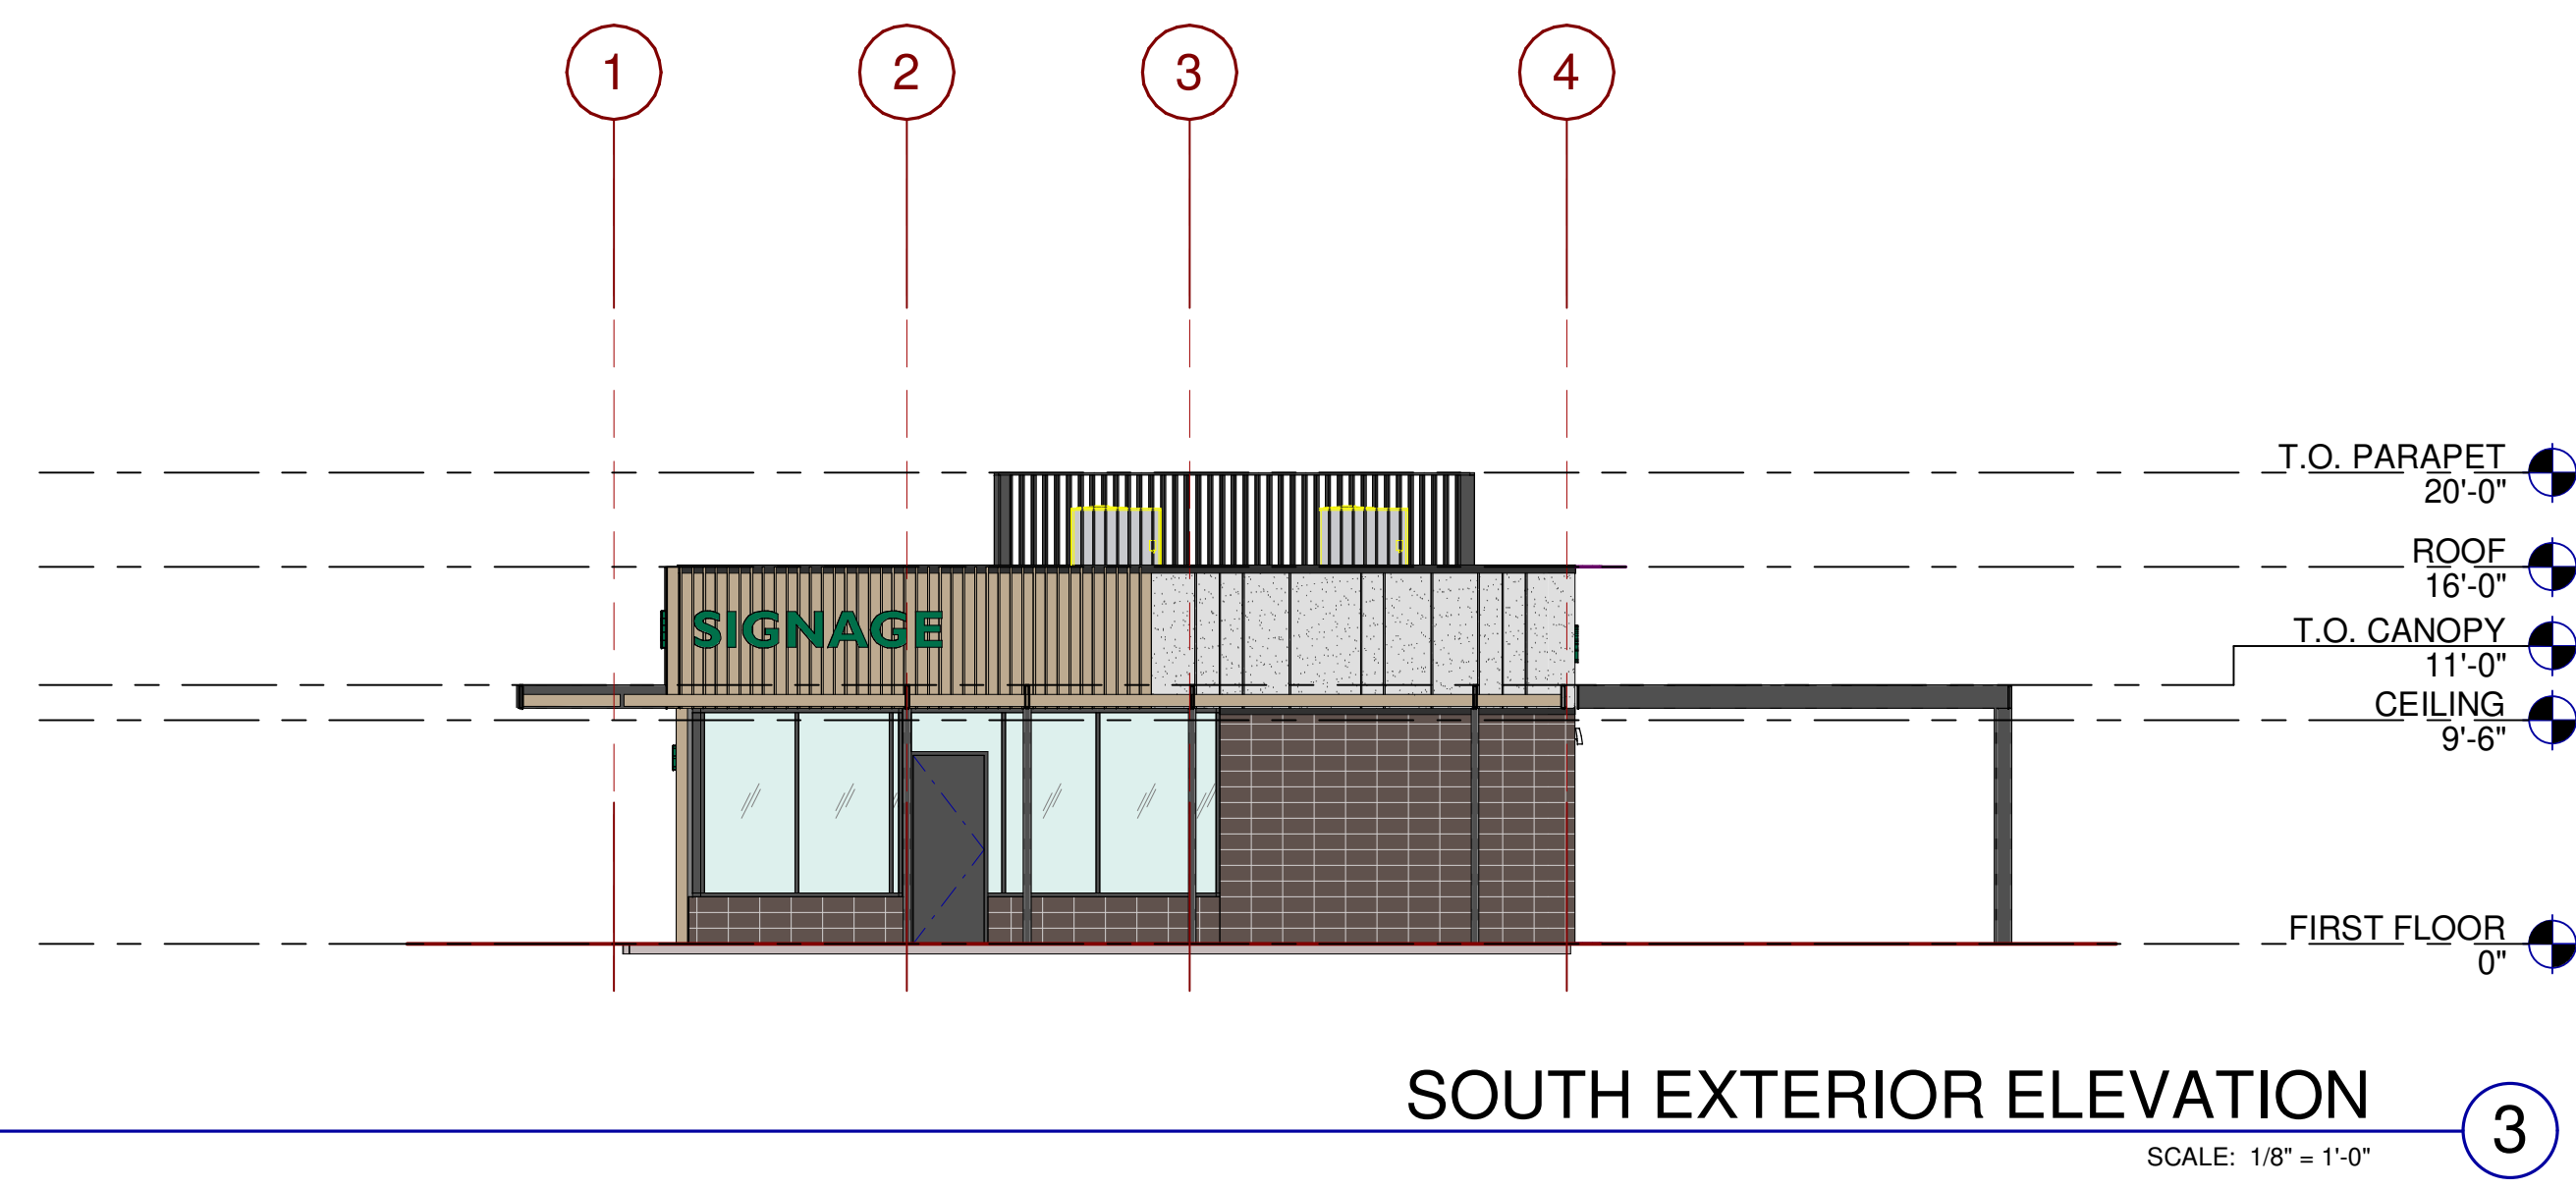 1 2 3 4
T.O. PARAPET
20'-0"
ROOF
16'-0"
SIGNAGE
T.O. CANOPY
11'-0"
CEILING
9'-6"
FIRST FLOOR
0"
SOUTH EXTERIOR ELEVATION
3
SCALE: 1/8" = 1'-0"